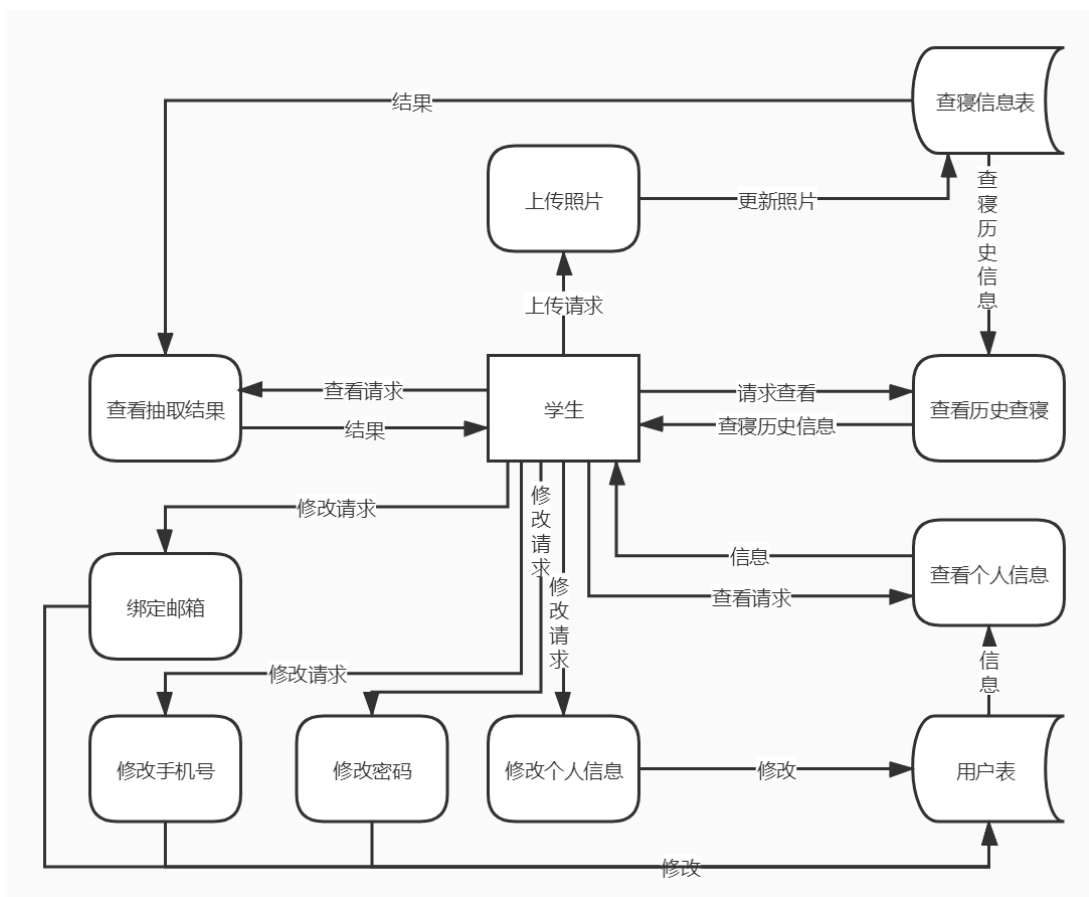 查寝信息表
结果
上传照片
更新照片
查寝历史信息
上传请求
查看抽取结果
查看请求
结果
学生
请求查看
查寝历史信息
查看历史查寝
修改请求
修改请求
修改请求
信息
查看请求
查看个人信息
绑定邮箱
修改请求
信息
修改手机号
修改密码
修改个人信息
修改
用户表
修改